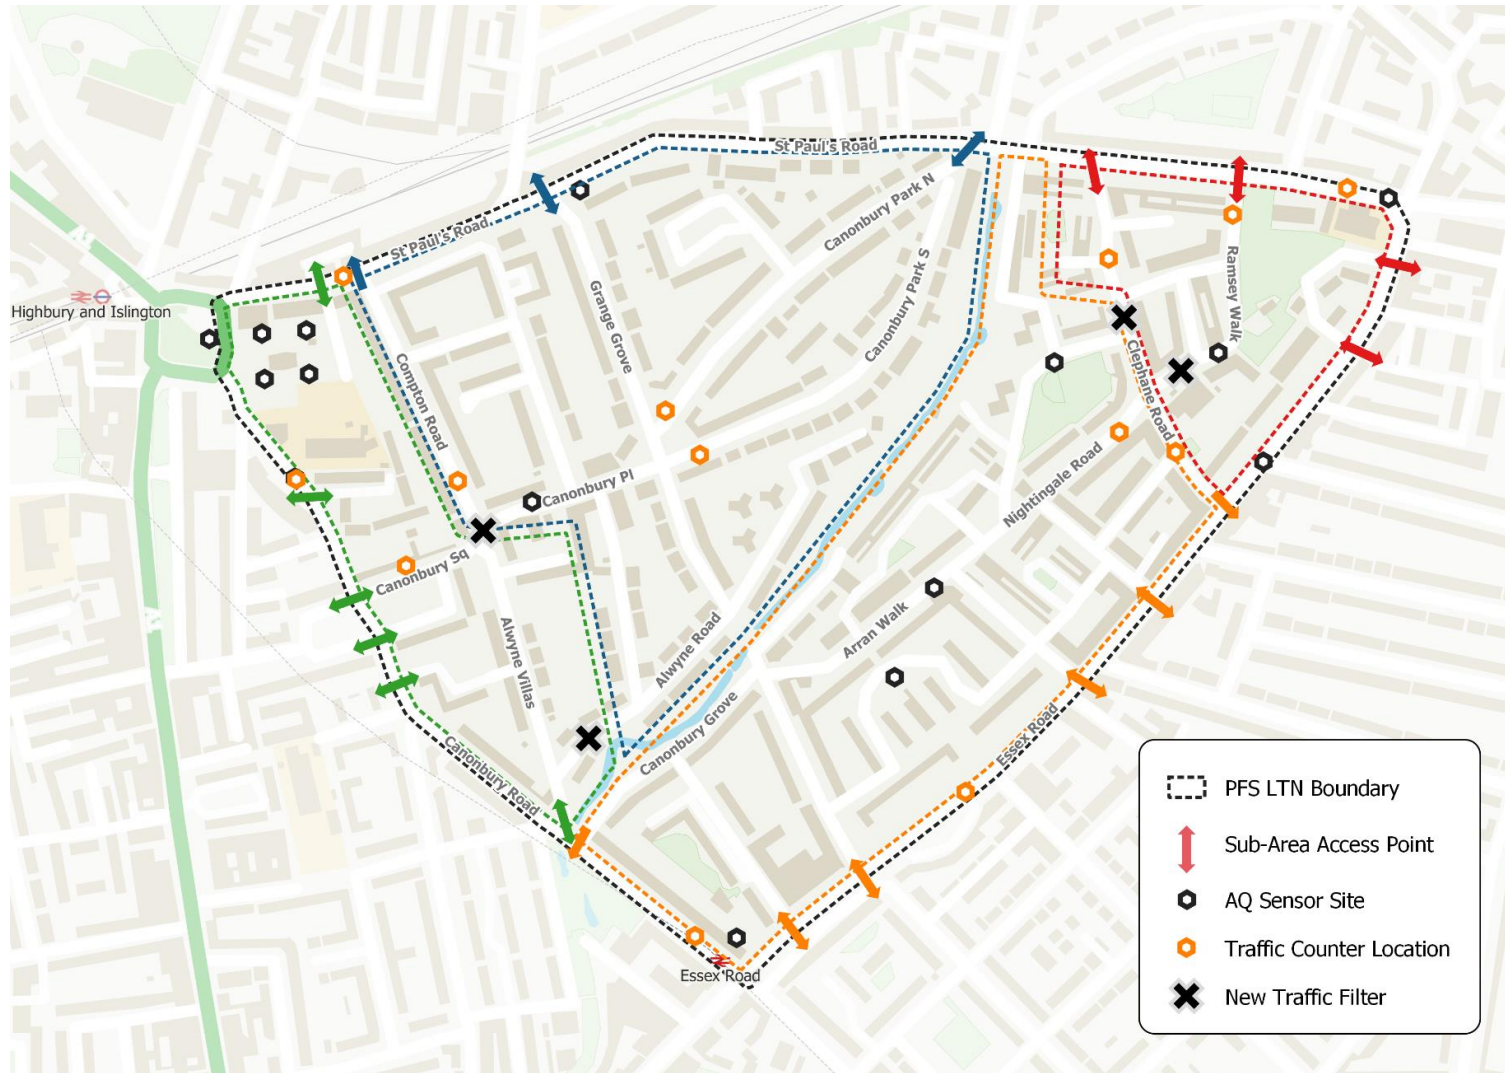 St Paul's Road
Canonbury Park N
St Paul's Road
Ramsey Walk
Highbury and Islington
Grange Grove
Canonbury Park S
Compton Road
Clephane Road
Canonbury Pl
Nightingale Road
Canonbury Sq
Alwyne Villas
Alwyne Road
Arran Walk
Canonbury Grove
Essex Road
Canonbury Road
Essex Road
PFS LTN Boundary
Sub-Area Access Point
AQ Sensor Site
Traffic Counter Location
New Traffic Filter